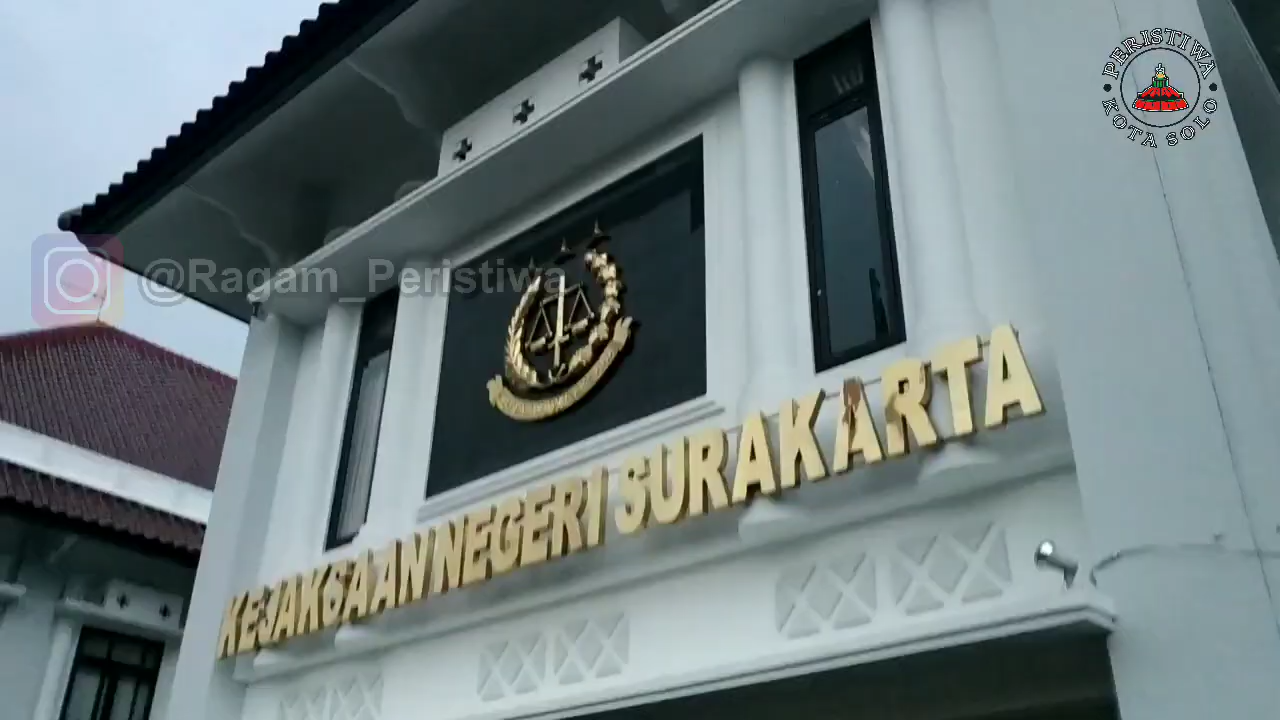 PERISTIWA
KOTA SOLO
@Ragam_Peristiwa
KEJAKSAAN NEGERI SURAKARTA